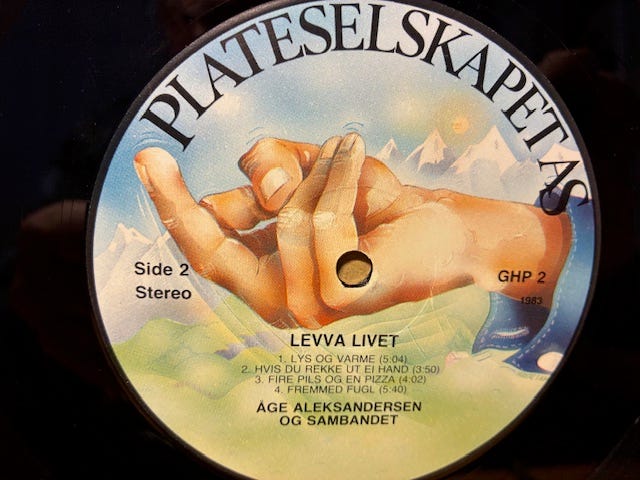 PLATESELSKAPET AS
Side 2
Stereo
GHP 2
1983
LEVVA LIVET
1. LYS OG VARME (5:04)
2. HVIS DU REKKE UT EI HAND (3:50)
3. FIRE PILS OG EN PIZZA (4:02)
4. FREMMED FUGL (5:40)
ÅGE ALEKSANDERSEN
OG SAMBANDET